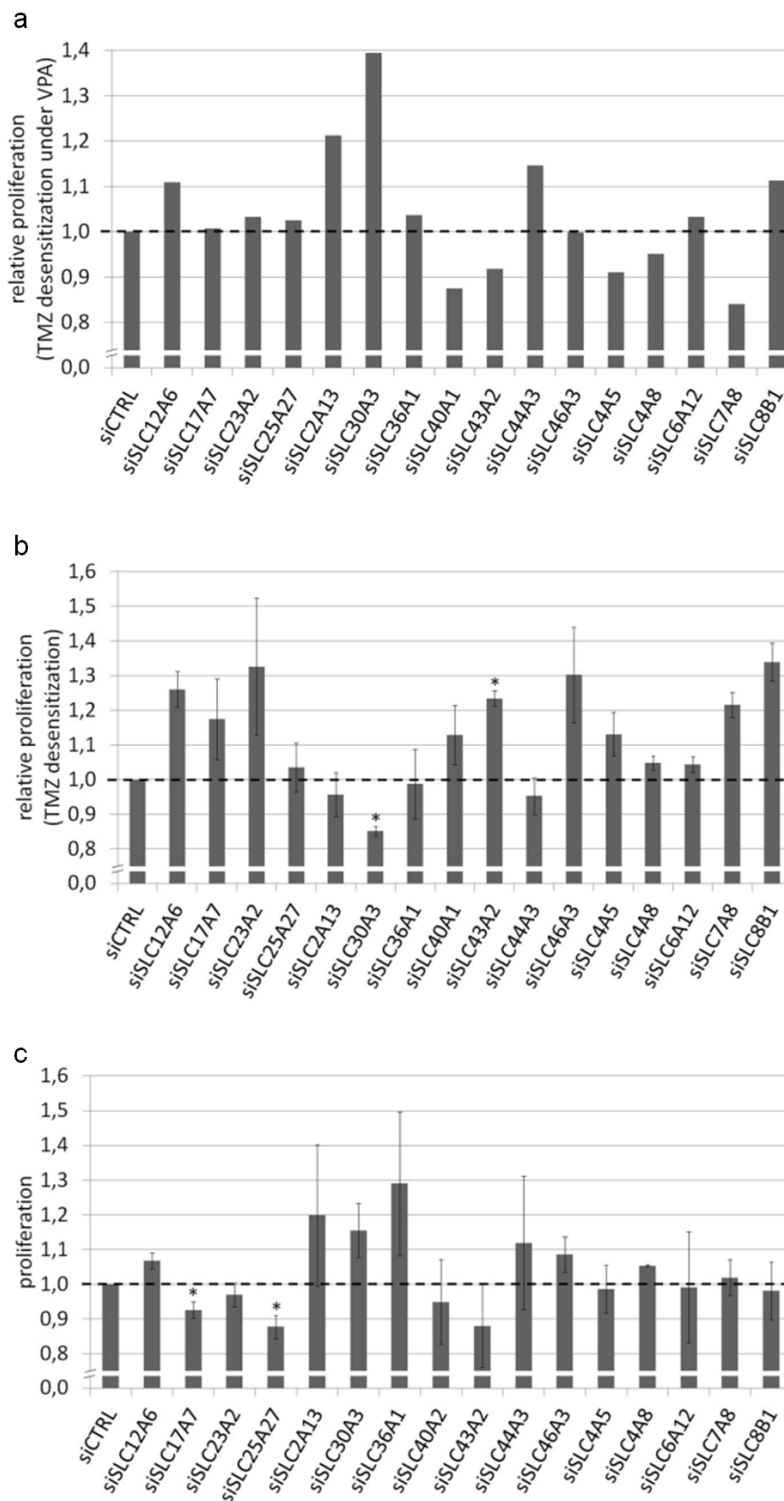 a
relative proliferation
(TMZ desensitization under VPA)
1,4
1,2
1,1
1,0
0,9
0,8
0,0
siCTRL
siSLC12A6
siSLC17A7
siSLC23A2
siSLC25A27
siSLC2A13
siSLC30A3
siSLC36A1
siSLC40A1
siSLC43A2
siSLC44A3
siSLC46A3
siSLC4A5
siSLC4A8
siSLC6A12
siSLC7A8
siSLC8B1
b
relative proliferation
(TMZ desensitization)
1,6
1,5
1,4
1,3
1,2
1,1
1,0
0,9
0,8
0,0
*
*
siCTRL
siSLC12A6
siSLC17A7
siSLC23A2
siSLC25A27
siSLC2A13
siSLC30A3
siSLC36A1
siSLC40A1
siSLC43A2
siSLC44A3
siSLC46A3
siSLC4A5
siSLC4A8
siSLC6A12
siSLC7A8
siSLC8B1
c
proliferation
1,6
1,5
1,4
1,3
1,2
1,1
1,0
0,9
0,8
0,0
*
*
siCTRL
siSLC12A6
siSLC17A7
siSLC23A2
siSLC25A27
siSLC2A13
siSLC30A3
siSLC36A1
siSLC40A2
siSLC43A2
siSLC44A3
siSLC46A3
siSLC4A5
siSLC4A8
siSLC6A12
siSLC7A8
siSLC8B1